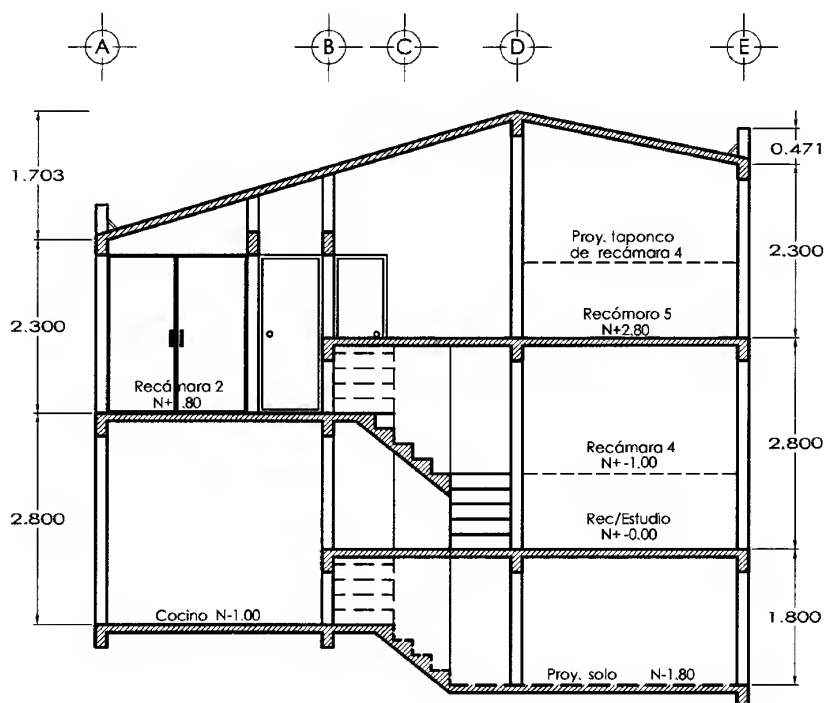 A B C D E
0.471
1.703
Proy. taponco
de recámara 4
2.300
2.300
Recómoro 5
N+2.80
Recámara 2
N+1.80
Recámara 4
N+-1.00
2.800
2.800
Rec/Estudio
N+-0.00
Cocino N-1.00
1.800
Proy. solo N-1.80